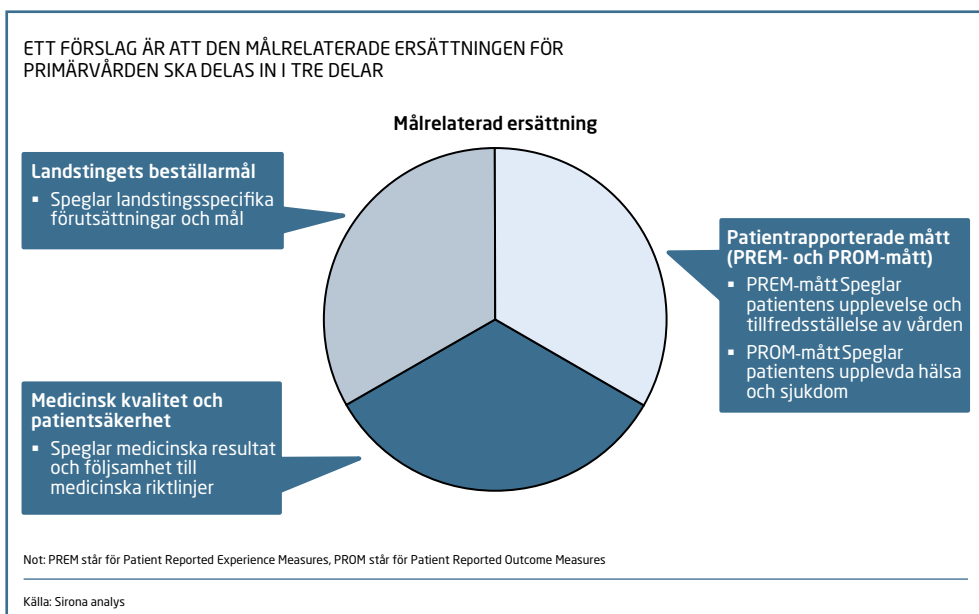 ETT FÖRSLAG ÄR ATT DEN MÅLRELATERADE ERSÄTTNINGEN FÖR
PRIMÄRVÅRDEN SKA DELAS IN I TRE DELAR
Målrelaterad ersättning
Landstingets beställarmål
▪ Speglar landstingsspecifika
förutsättningar och mål
Patientrapporterade mått
(PREM- och PROM-mått)
▪ PREM-mått: Speglar
patientens upplevelse och
tillfredsställelse av vården
▪ PROM-mått: Speglar
patientens upplevda hälsa
och sjukdom
Medicinsk kvalitet och
patientsäkerhet
▪ Speglar medicinska resultat
och följsamhet till
medicinska riktlinjer
Not: PREM står för Patient Reported Experience Measures, PROM står för Patient Reported Outcome Measures
Källa: Sirona analys